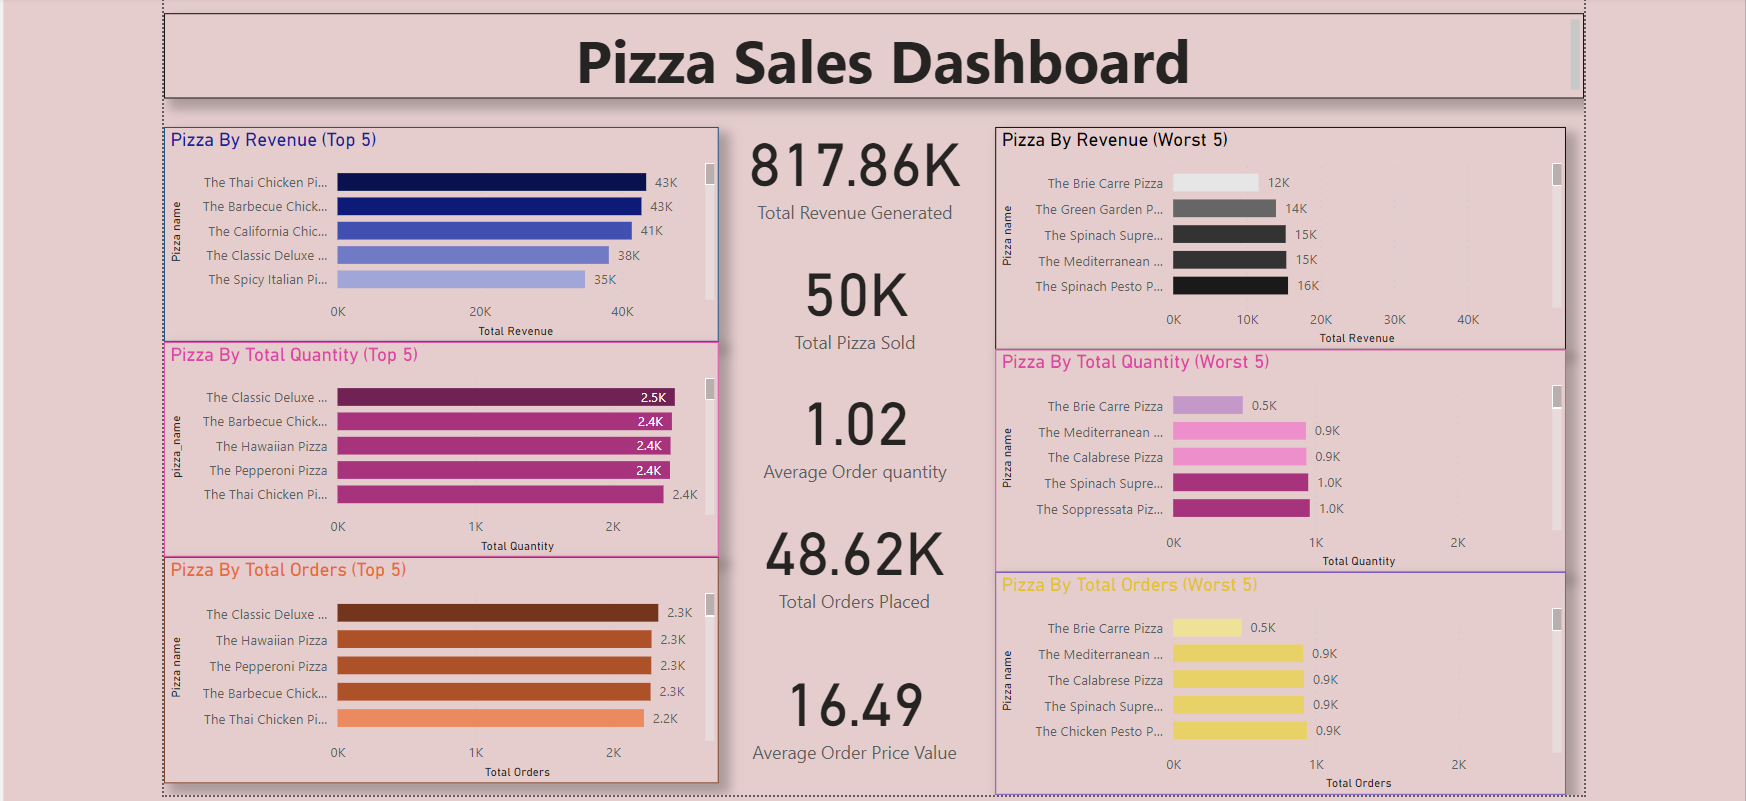 Pizza Sales Dashboard
Pizza By Revenue (Top 5)
Pizza name
The Thai Chicken Pi... 43K
The Barbecue Chick... 43K
The California Chic... 41K
The Classic Deluxe ... 38K
The Spicy Italian Pi... 35K
0K 20K 40K
Total Revenue
Pizza By Total Quantity (Top 5)
pizza_name
The Classic Deluxe ... 2.5K
The Barbecue Chick... 2.4K
The Hawaiian Pizza 2.4K
The Pepperoni Pizza 2.4K
The Thai Chicken Pi... 2.4K
0K 1K 2K
Total Quantity
Pizza By Total Orders (Top 5)
Pizza name
The Classic Deluxe ... 2.3K
The Hawaiian Pizza 2.3K
The Pepperoni Pizza 2.3K
The Barbecue Chick... 2.3K
The Thai Chicken Pi... 2.2K
0K 1K 2K
Total Orders
817.86K
Total Revenue Generated
50K
Total Pizza Sold
1.02
Average Order quantity
48.62K
Total Orders Placed
16.49
Average Order Price Value
Pizza By Revenue (Worst 5)
Pizza name
The Brie Carre Pizza 12K
The Green Garden P... 14K
The Spinach Supre... 15K
The Mediterranean ... 15K
The Spinach Pesto P... 16K
0K 10K 20K 30K 40K
Total Revenue
Pizza By Total Quantity (Worst 5)
Pizza name
The Brie Carre Pizza 0.5K
The Mediterranean ... 0.9K
The Calabrese Pizza 0.9K
The Spinach Supre... 1.0K
The Soppressata Piz... 1.0K
0K 1K 2K
Total Quantity
Pizza By Total Orders (Worst 5)
Pizza name
The Brie Carre Pizza 0.5K
The Mediterranean ... 0.9K
The Calabrese Pizza 0.9K
The Spinach Supre... 0.9K
The Chicken Pesto P... 0.9K
0K 1K 2K
Total Orders